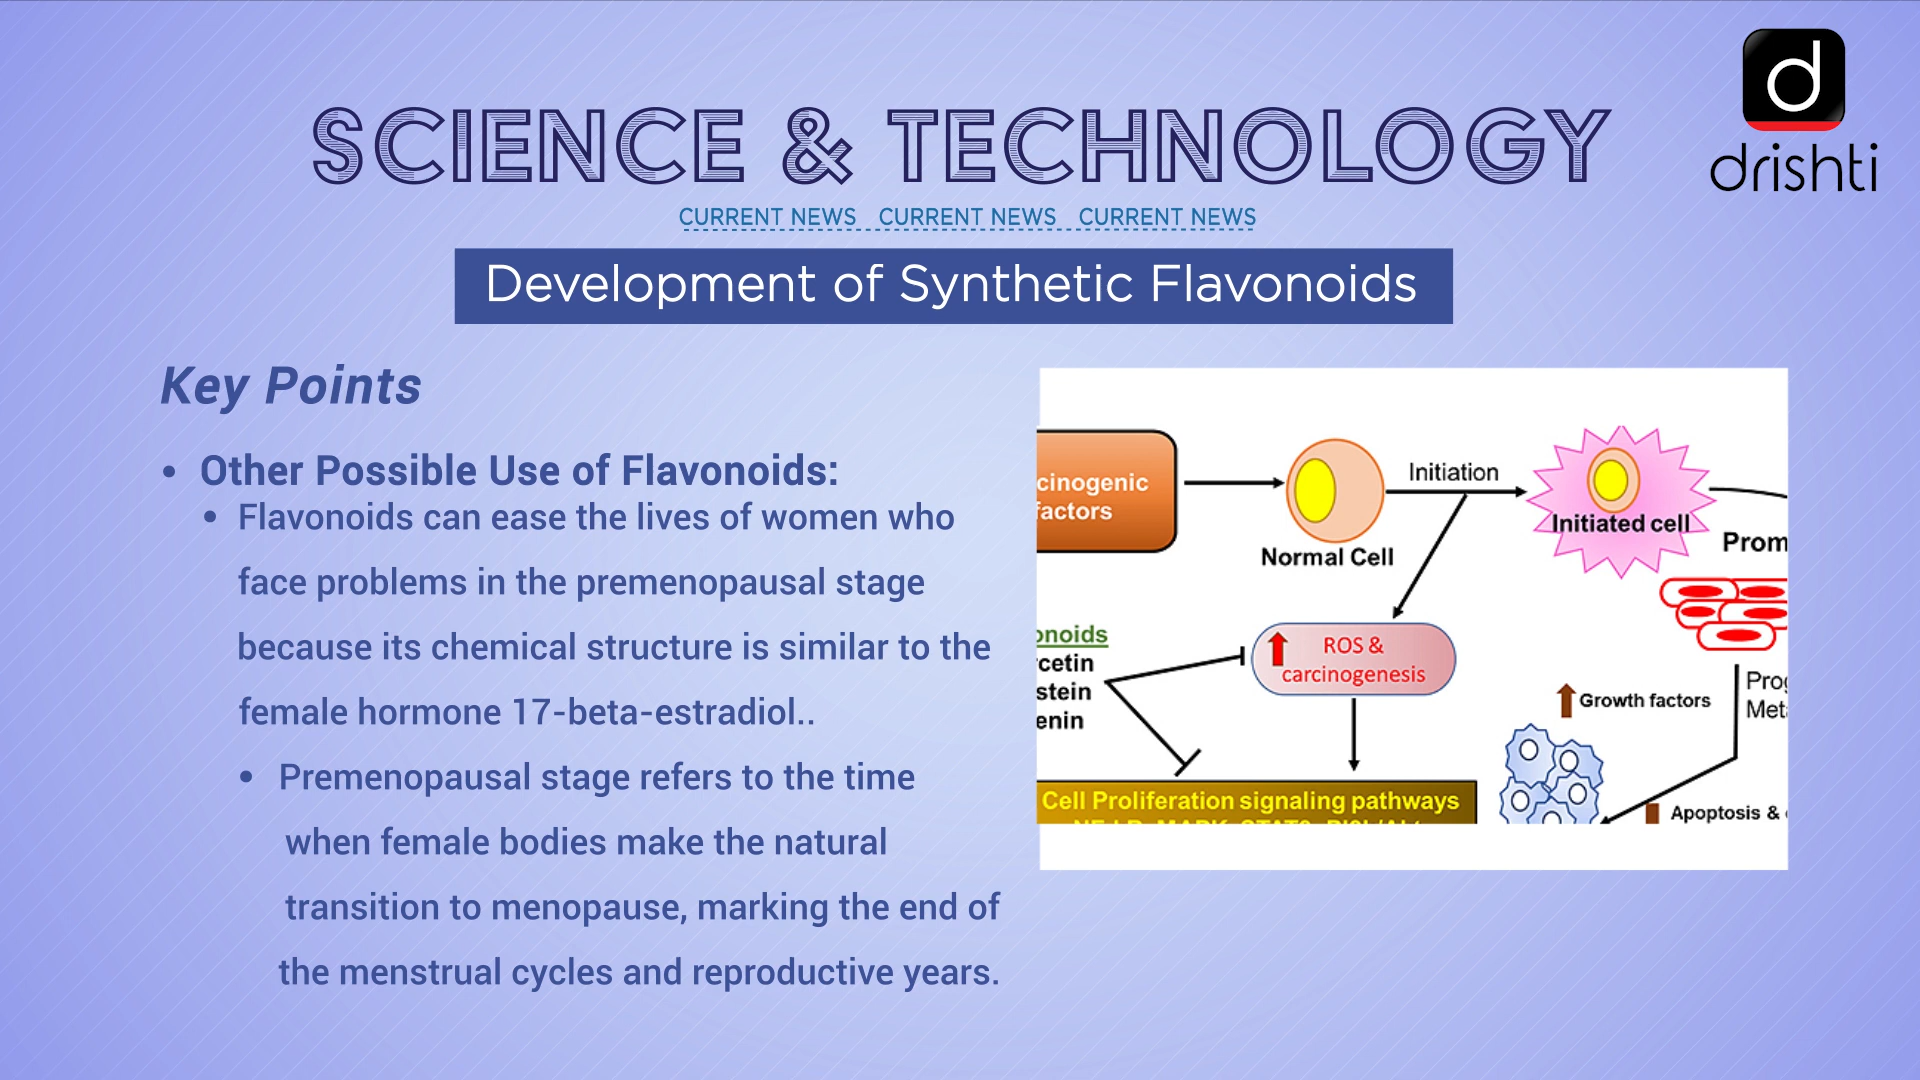 d
drishti
SCIENCE & TECHNOLOGY
CURRENT NEWS CURRENT NEWS CURRENT NEWS
Development of Synthetic Flavonoids
Key Points
• Other Possible Use of Flavonoids:
• Flavonoids can ease the lives of women who
face problems in the premenopausal stage
because its chemical structure is similar to the
female hormone 17-beta-estradiol..
• Premenopausal stage refers to the time
when female bodies make the natural
transition to menopause, marking the end of
the menstrual cycles and reproductive years.
cinogenic
factors
Normal Cell
Initiation
Initiated cell
Prom
onoids
cetin
stein
enin
ROS &
carcinogenesis
Growth factors
Prog
Met
Cell Proliferation signaling pathways
Apoptosis &